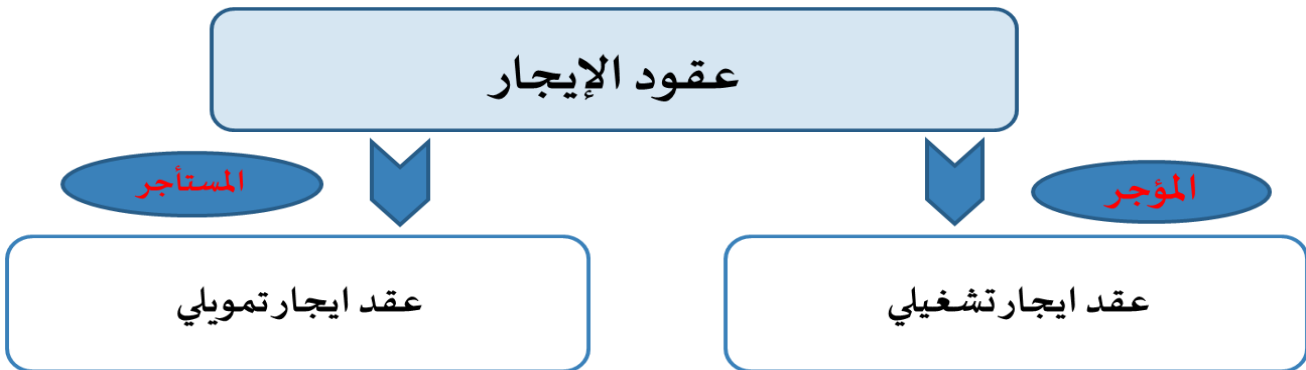 عقود الإيجار
المؤجر
المستأجر
عقد ايجار تشغيلي
عقد ايجار تمويلي